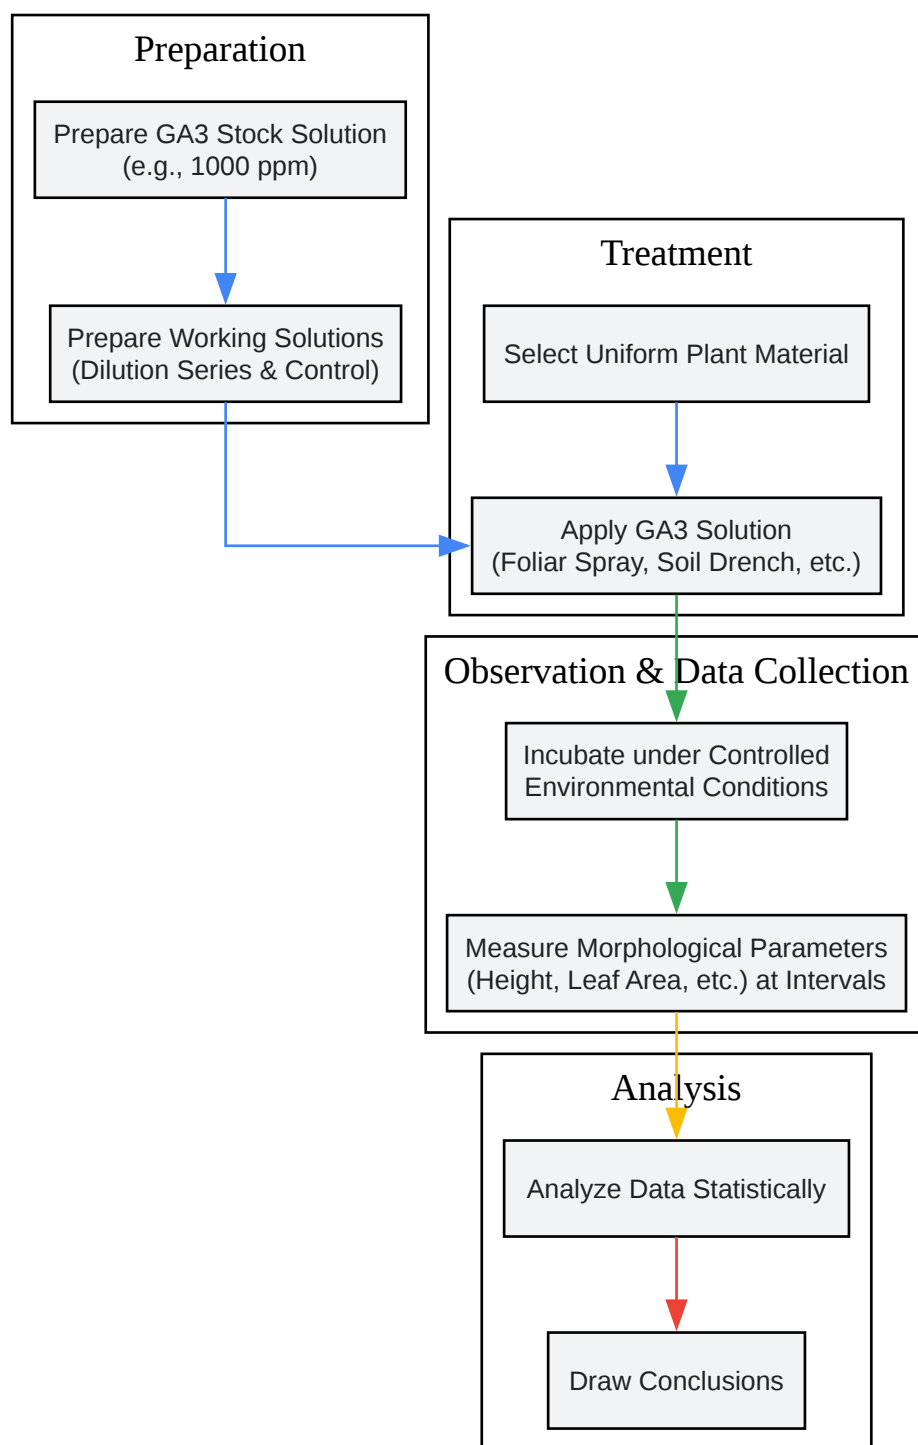 Preparation
Prepare GA3 Stock Solution
(e.g., 1000 ppm)
Prepare Working Solutions
(Dilution Series & Control)
Treatment
Select Uniform Plant Material
Apply GA3 Solution
(Foliar Spray, Soil Drench, etc.)
Observation & Data Collection
Incubate under Controlled
Environmental Conditions
Measure Morphological Parameters
(Height, Leaf Area, etc.) at Intervals
Analysis
Analyze Data Statistically
Draw Conclusions